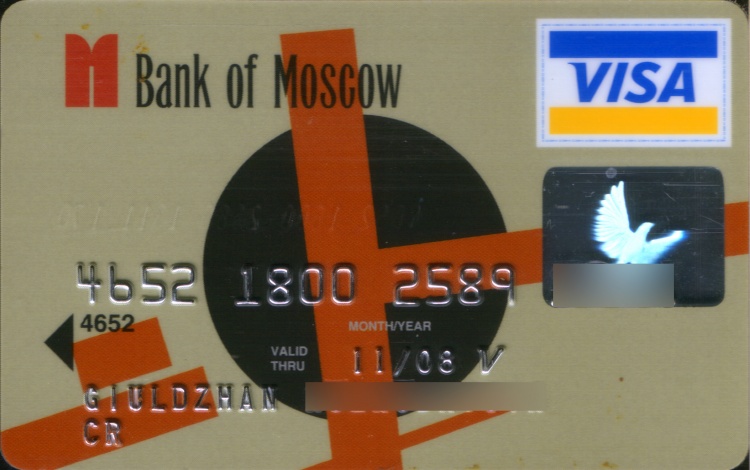 Bank of Moscow
VISA
4652 1800 2589
4652
MONTH/YEAR
VALID THRU 11/08 V
GIULDZHAN
CR